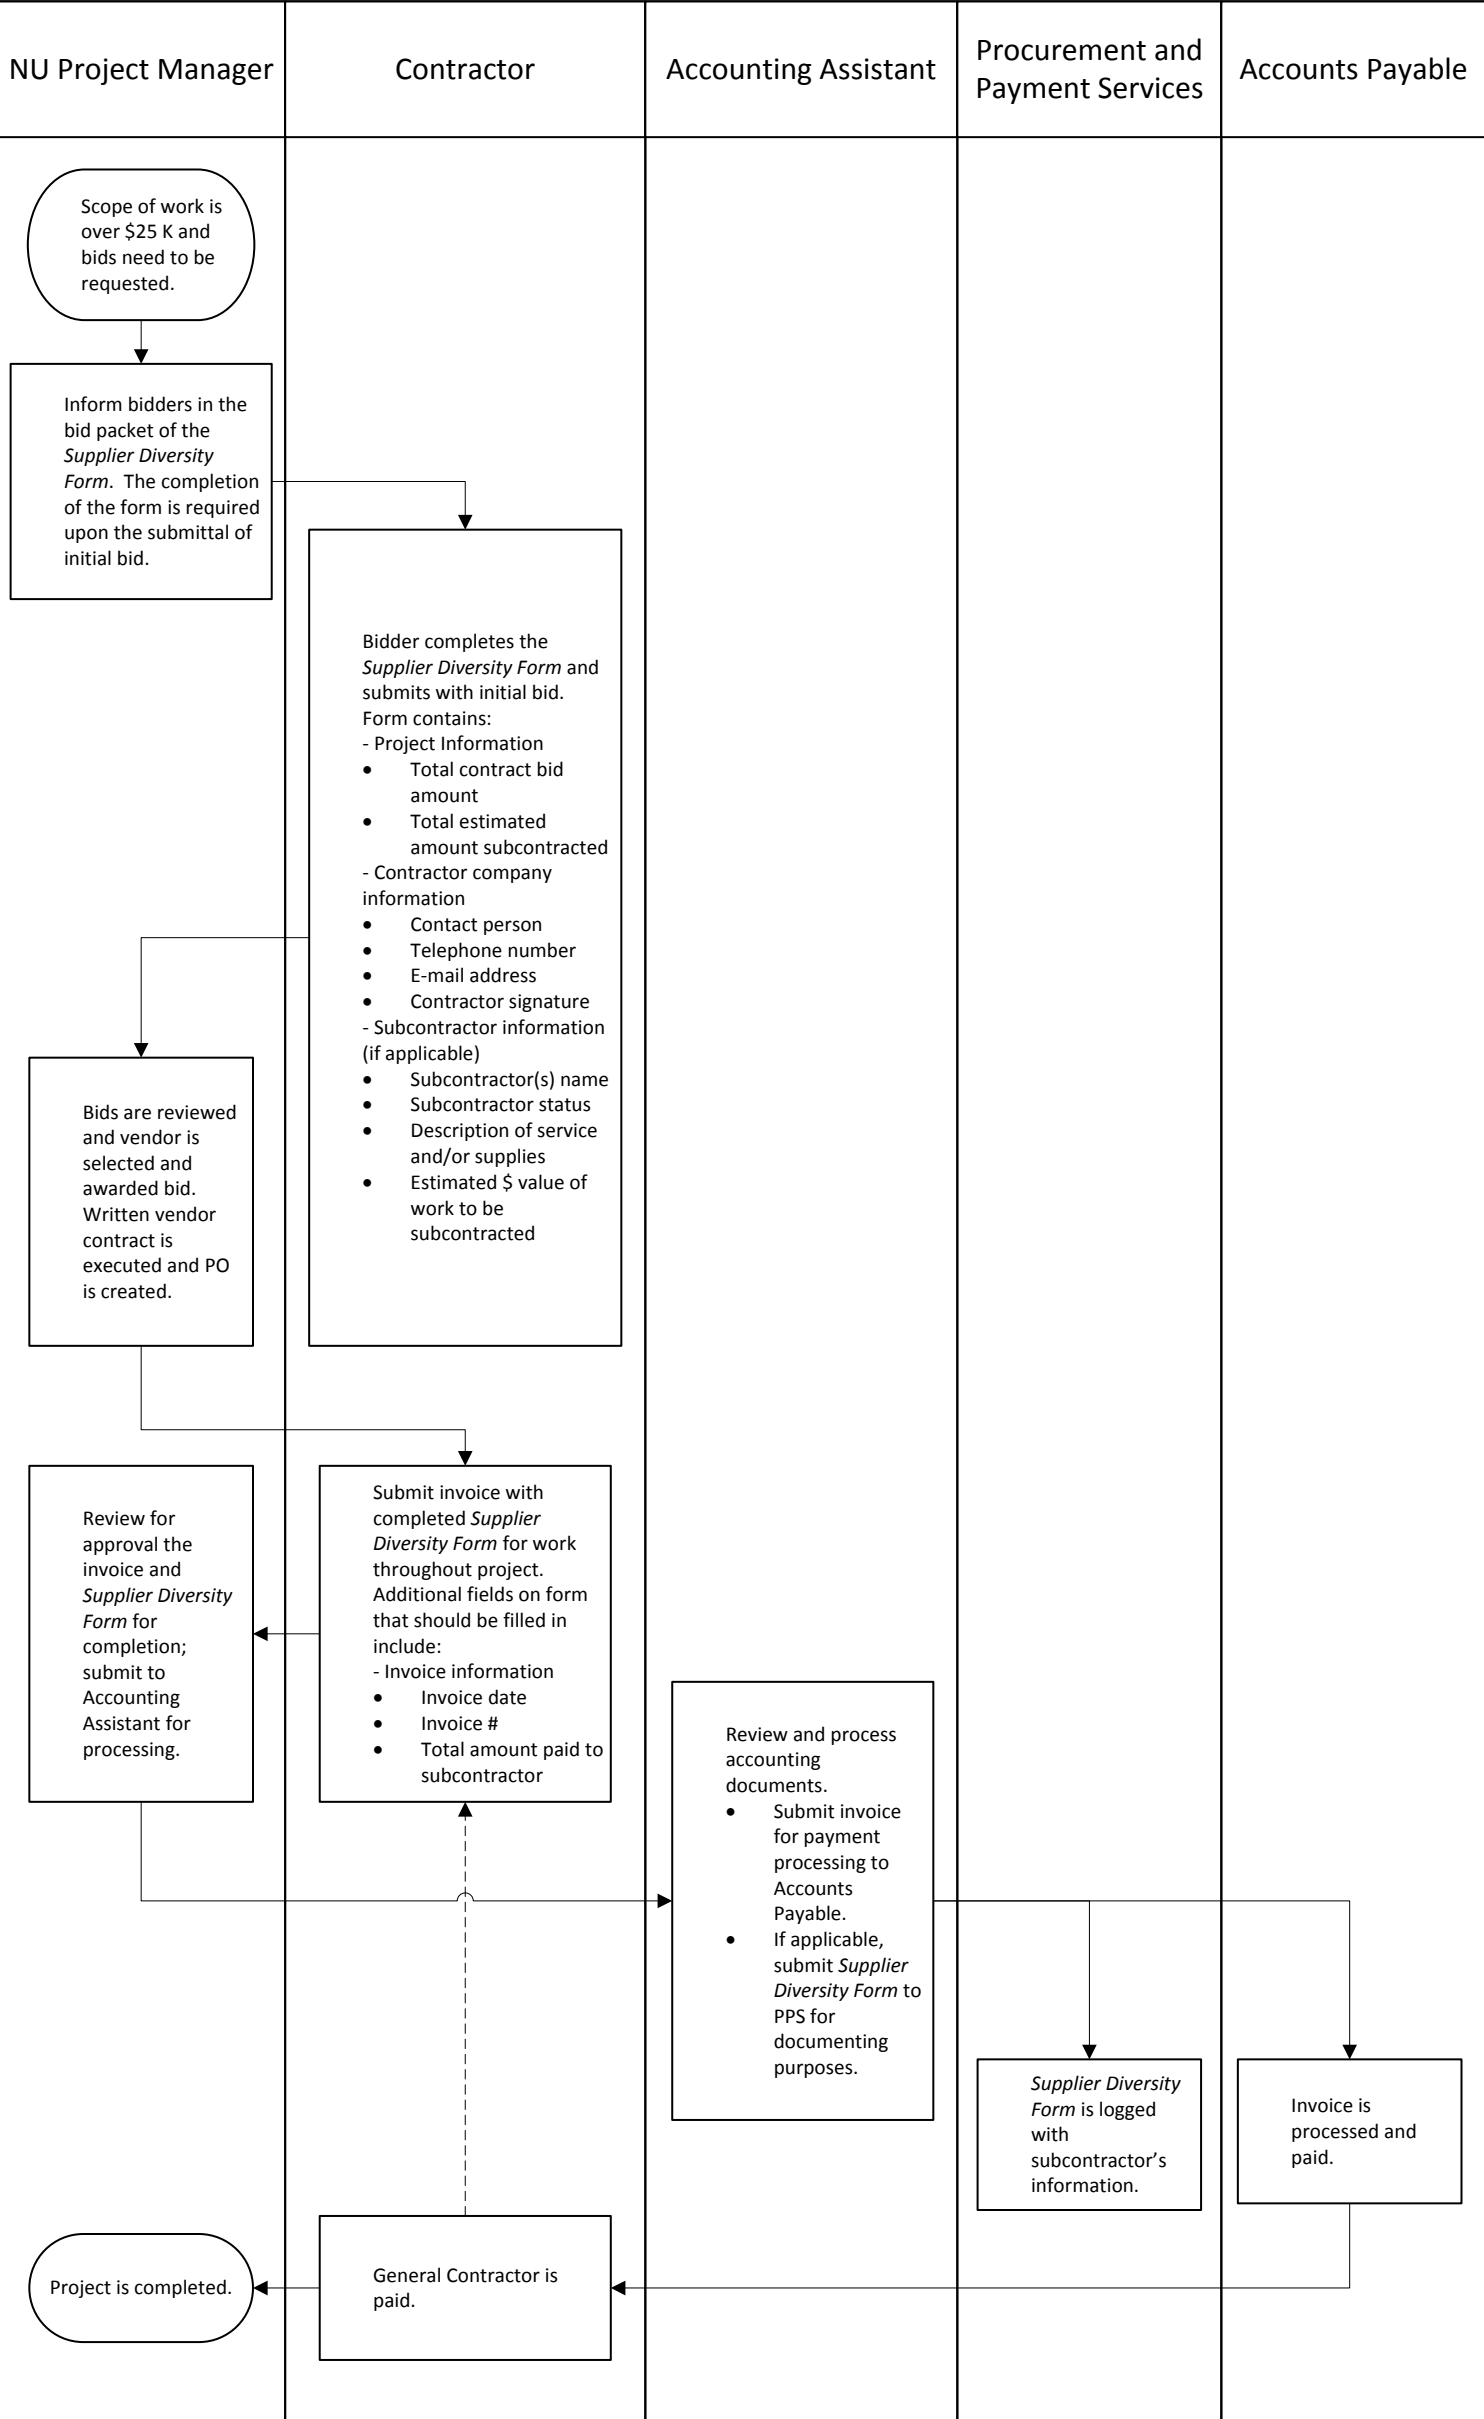 NU Project Manager
Contractor
Accounting Assistant
Procurement and
Payment Services
Accounts Payable
Scope of work is
over $25 K and
bids need to be
requested.
Inform bidders in the
bid packet of the
Supplier Diversity
Form.  The completion
of the form is required
upon the submittal of
initial bid.
Bidder completes the
Supplier Diversity Form and
submits with initial bid.
Form contains:
- Project Information
• Total contract bid
amount
• Total estimated
amount subcontracted
- Contractor company
information
• Contact person
• Telephone number
• E-mail address
• Contractor signature
- Subcontractor information
(if applicable)
• Subcontractor(s) name
• Subcontractor status
• Description of service
and/or supplies
• Estimated $ value of
work to be
subcontracted
Bids are reviewed
and vendor is
selected and
awarded bid.
Written vendor
contract is
executed and PO
is created.
Submit invoice with
completed Supplier
Diversity Form for work
throughout project.
Additional fields on form
that should be filled in
include:
- Invoice information
• Invoice date
• Invoice #
• Total amount paid to
subcontractor
Review for
approval the
invoice and
Supplier Diversity
Form for
completion;
submit to
Accounting
Assistant for
processing.
Review and process
accounting
documents.
• Submit invoice
for payment
processing to
Accounts
Payable.
• If applicable,
submit Supplier
Diversity Form to
PPS for
documenting
purposes.
Supplier Diversity
Form is logged
with
subcontractor’s
information.
Invoice is
processed and
paid.
General Contractor is
paid.
Project is completed.